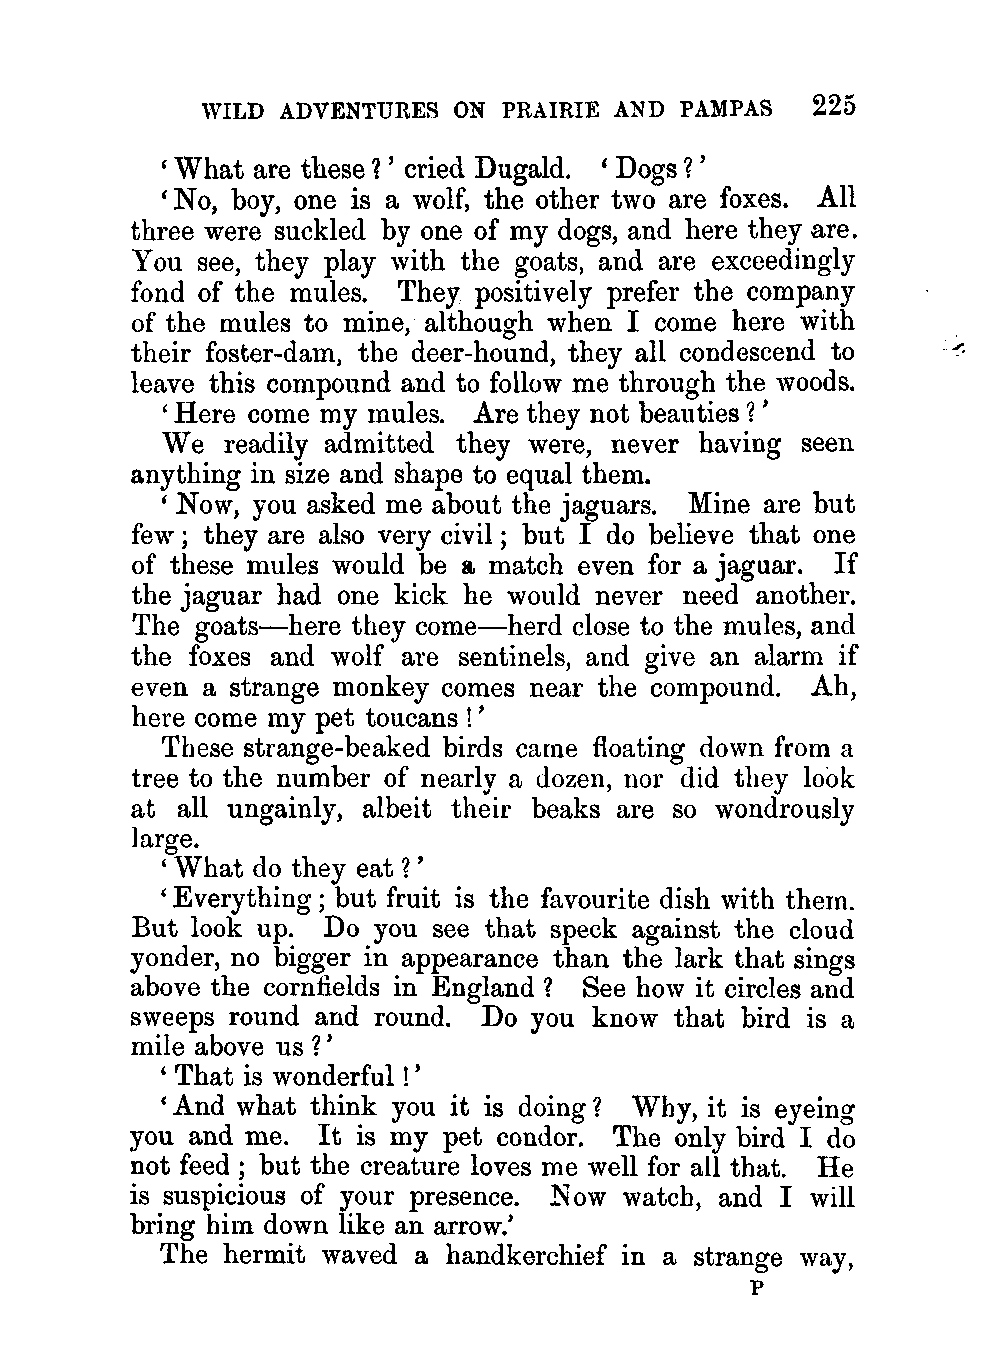 WILD ADVENTURES ON PRAIRIE AND PAMPAS 225
‘What are these?’ cried Dugald. ‘Dogs?’
‘No, boy, one is a wolf, the other two are foxes. All
three were suckled by one of my dogs, and here they are.
You see, they play with the goats, and are exceedingly
fond of the mules. They positively prefer the company
of the mules to mine, although when I come here with
their foster-dam, the deer-hound, they all condescend to
leave this compound and to follow me through the woods.
‘Here come my mules. Are they not beauties?’
We readily admitted they were, never having seen
anything in size and shape to equal them.
‘Now, you asked me about the jaguars. Mine are but
few; they are also very civil; but I do believe that one
of these mules would be a match even for a jaguar. If
the jaguar had one kick he would never need another.
The goats—here they come—herd close to the mules, and
the foxes and wolf are sentinels, and give an alarm if
even a strange monkey comes near the compound. Ah,
here come my pet toucans!’
These strange-beaked birds came floating down from a
tree to the number of nearly a dozen, nor did they look
at all ungainly, albeit their beaks are so wondrously
large.
‘What do they eat?’
‘Everything; but fruit is the favourite dish with them.
But look up. Do you see that speck against the cloud
yonder, no bigger in appearance than the lark that sings
above the cornfields in England? See how it circles and
sweeps round and round. Do you know that bird is a
mile above us?’
‘That is wonderful!’
‘And what think you it is doing? Why, it is eyeing
you and me. It is my pet condor. The only bird I do
not feed; but the creature loves me well for all that. He
is suspicious of your presence. Now watch, and I will
bring him down like an arrow.’
The hermit waved a handkerchief in a strange way,
P